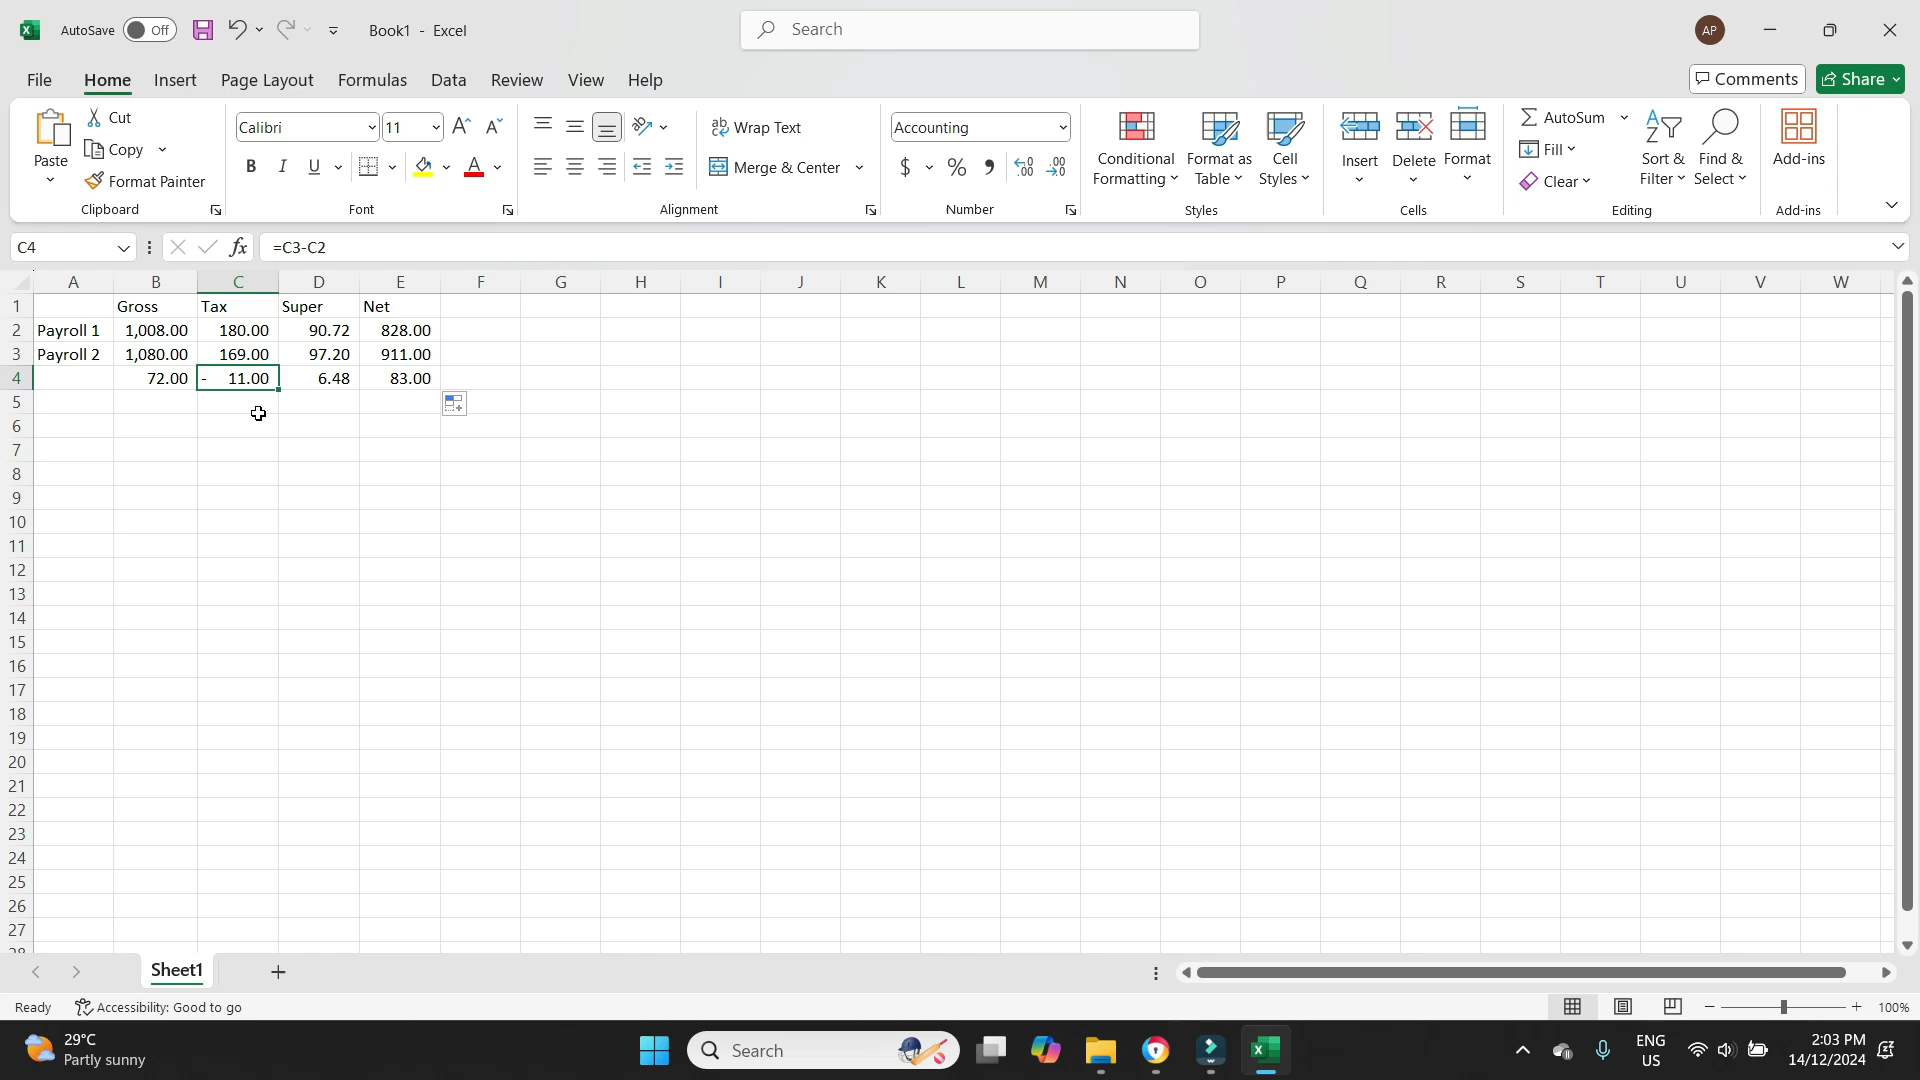 AutoSave Off Book1 - Excel Search AP
File Home Insert Page Layout Formulas Data Review View Help Comments Share
Paste Cut Copy Format Painter Clipboard
Calibri 11 A A B I U A Font
ab Wrap Text Merge & Center Alignment
Accounting $ % , Number
Conditional Formatting Format as Table Cell Styles Styles
Insert Delete Format Cells
AutoSum Fill Clear Sort & Filter Find & Select Editing
Add-ins Add-ins
C4 fx =C3-C2
A B C D E F G H I J K L M N O P Q R S T U V W
1 Gross Tax Super Net
2 Payroll 1 1,008.00 180.00 90.72 828.00
3 Payroll 2 1,080.00 169.00 97.20 911.00
4 72.00 - 11.00 6.48 83.00
5
6
7
8
9
10
11
12
13
14
15
16
17
18
19
20
21
22
23
24
25
26
27
28
Sheet1
Ready Accessibility: Good to go 100%
29°C
Partly sunny
Search
ENG
US
2:03 PM
14/12/2024